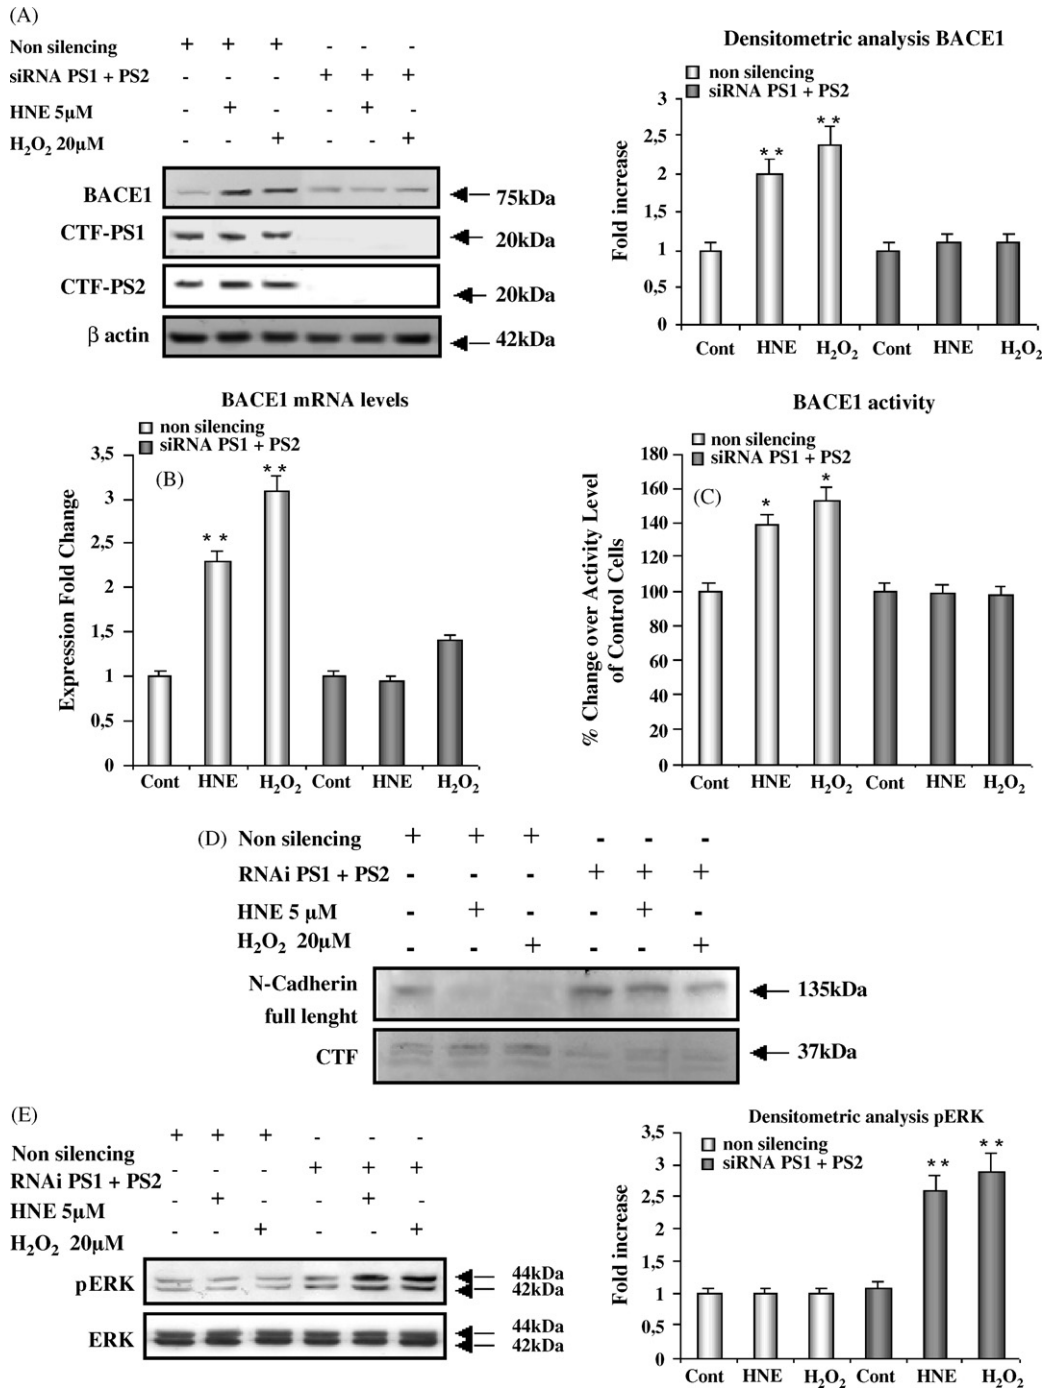 (A)
Non silencing + + + - - -
siRNA PS1 + PS2 - - - + + +
HNE 5μM - + - - + -
H₂O₂ 20μM - - + - - +
BACE1 75kDa
CTF-PS1 20kDa
CTF-PS2 20kDa
β actin 42kDa
Densitometric analysis BACE1
non silencing
siRNA PS1 + PS2
Fold increase
3
2,5
2
1,5
1
0,5
0
** **
Cont HNE H₂O₂ Cont HNE H₂O₂
BACE1 mRNA levels
non silencing
siRNA PS1 + PS2
(B)
Expression Fold Change
3,5
3
2,5
2
1,5
1
0,5
0
** **
Cont HNE H₂O₂ Cont HNE H₂O₂
BACE1 activity
non silencing
siRNA PS1 + PS2
(C)
% Change over Activity Level
of Control Cells
180
160
140
120
100
80
60
40
20
0
* *
Cont HNE H₂O₂ Cont HNE H₂O₂
(D) Non silencing + + + - - -
RNAi PS1 + PS2 - - - + + +
HNE 5 μM - + - - + -
H₂O₂ 20μM - - + - - +
N-Cadherin
full lenght 135kDa
CTF 37kDa
(E)
Non silencing + + + - - -
RNAi PS1 + PS2 - - - + + +
HNE 5μM - + - - + -
H₂O₂ 20μM - - + - - +
pERK 44kDa
42kDa
ERK 44kDa
42kDa
Densitometric analysis pERK
non silencing
siRNA PS1 + PS2
Fold increase
3,5
3
2,5
2
1,5
1
0,5
0
** **
Cont HNE H₂O₂ Cont HNE H₂O₂